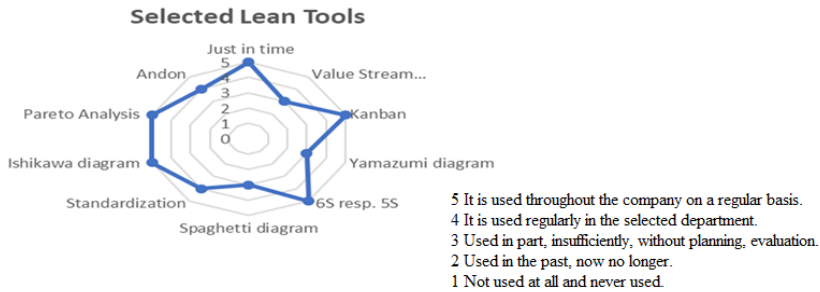 Selected Lean Tools
Just in time
Andon
Value Stream...
Pareto Analysis
Kanban
Ishikawa diagram
Yamazumi diagram
Standardization
6S resp. 5S
Spaghetti diagram
5
4
3
2
1
0
5 It is used throughout the company on a regular basis.
4 It is used regularly in the selected department.
3 Used in part, insufficiently, without planning, evaluation.
2 Used in the past, now no longer.
1 Not used at all and never used.